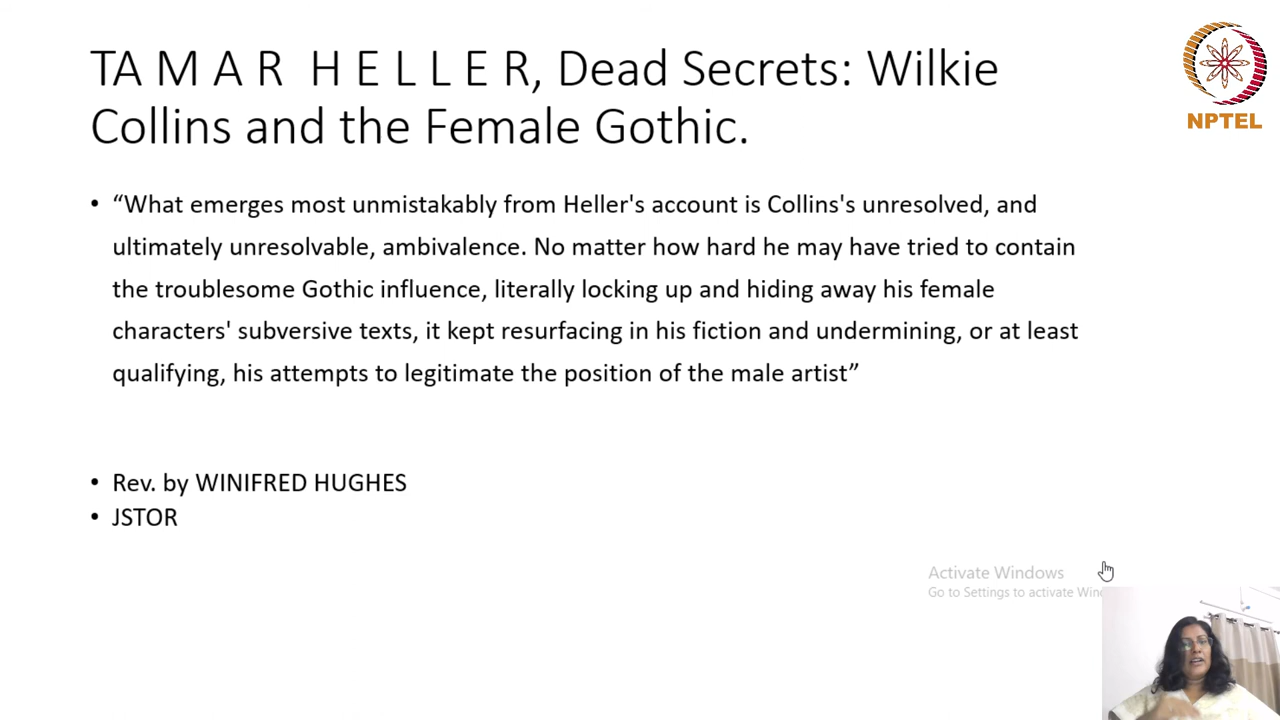 TA M A R H E L L E R, Dead Secrets: Wilkie
Collins and the Female Gothic.
NPTEL
• “What emerges most unmistakably from Heller's account is Collins's unresolved, and
ultimately unresolvable, ambivalence. No matter how hard he may have tried to contain
the troublesome Gothic influence, literally locking up and hiding away his female
characters' subversive texts, it kept resurfacing in his fiction and undermining, or at least
qualifying, his attempts to legitimate the position of the male artist”
• Rev. by WINIFRED HUGHES
• JSTOR
Activate Windows
Go to Settings to activate